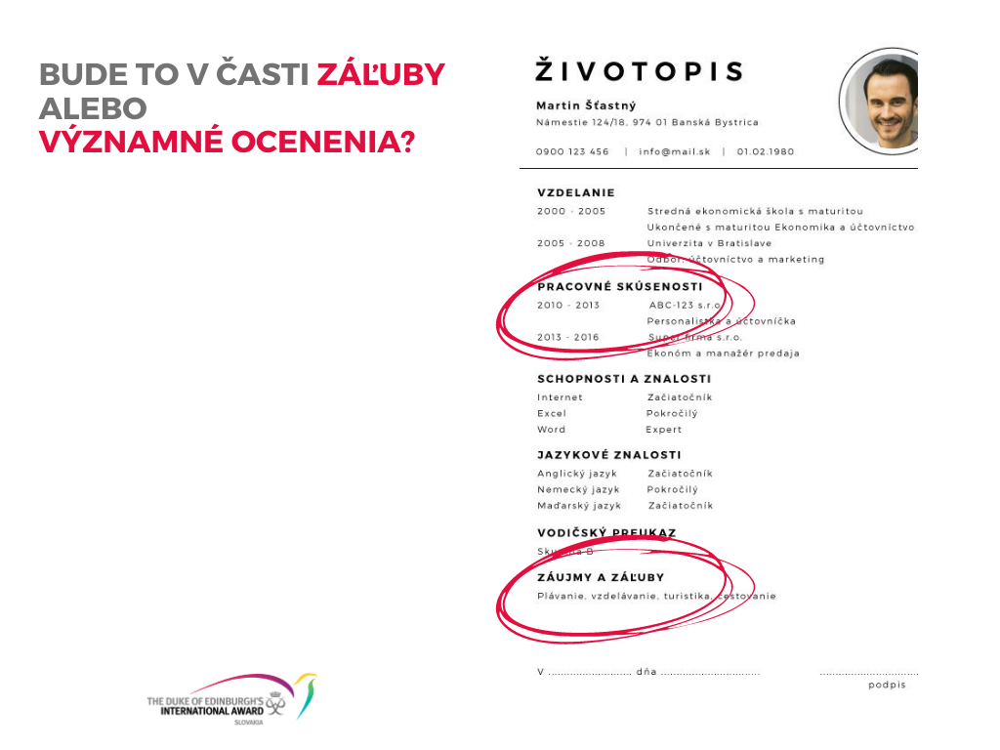 BUDE TO V ČASTI ZÁĽUBY
ALEBO
VÝZNAMNÉ OCENENIA?
THE DUKE OF EDINBURGH'S
INTERNATIONAL AWARD
SLOVAKIA
ŽIVOTOPIS
Martin Šťastný
Námestie 124/18, 974 01 Banská Bystrica
0900 123 456 | info@mail.sk | 01.02.1980
VZDELANIE
2000 - 2005 Stredná ekonomická škola s maturitou
Ukončené s maturitou Ekonomika a účtovníctvo
2005 - 2008 Univerzita v Bratislave
Odbor: účtovníctvo a marketing
PRACOVNÉ SKÚSENOSTI
2010 - 2013 ABC-123 s.r.o
Personalistka a účtovníčka
2013 - 2016 Super firma s.r.o.
Ekonóm a manažér predaja
SCHOPNOSTI A ZNALOSTI
Internet Začiatočník
Excel Pokročilý
Word Expert
JAZYKOVÉ ZNALOSTI
Anglický jazyk Začiatočník
Nemecký jazyk Pokročilý
Maďarský jazyk Začiatočník
VODIČSKÝ PREUKAZ
Skupina B
ZÁUJMY A ZÁĽUBY
Plávanie, vzdelávanie, turistika, cestovanie
V .......................... dňa ..............................
..............................
podpis